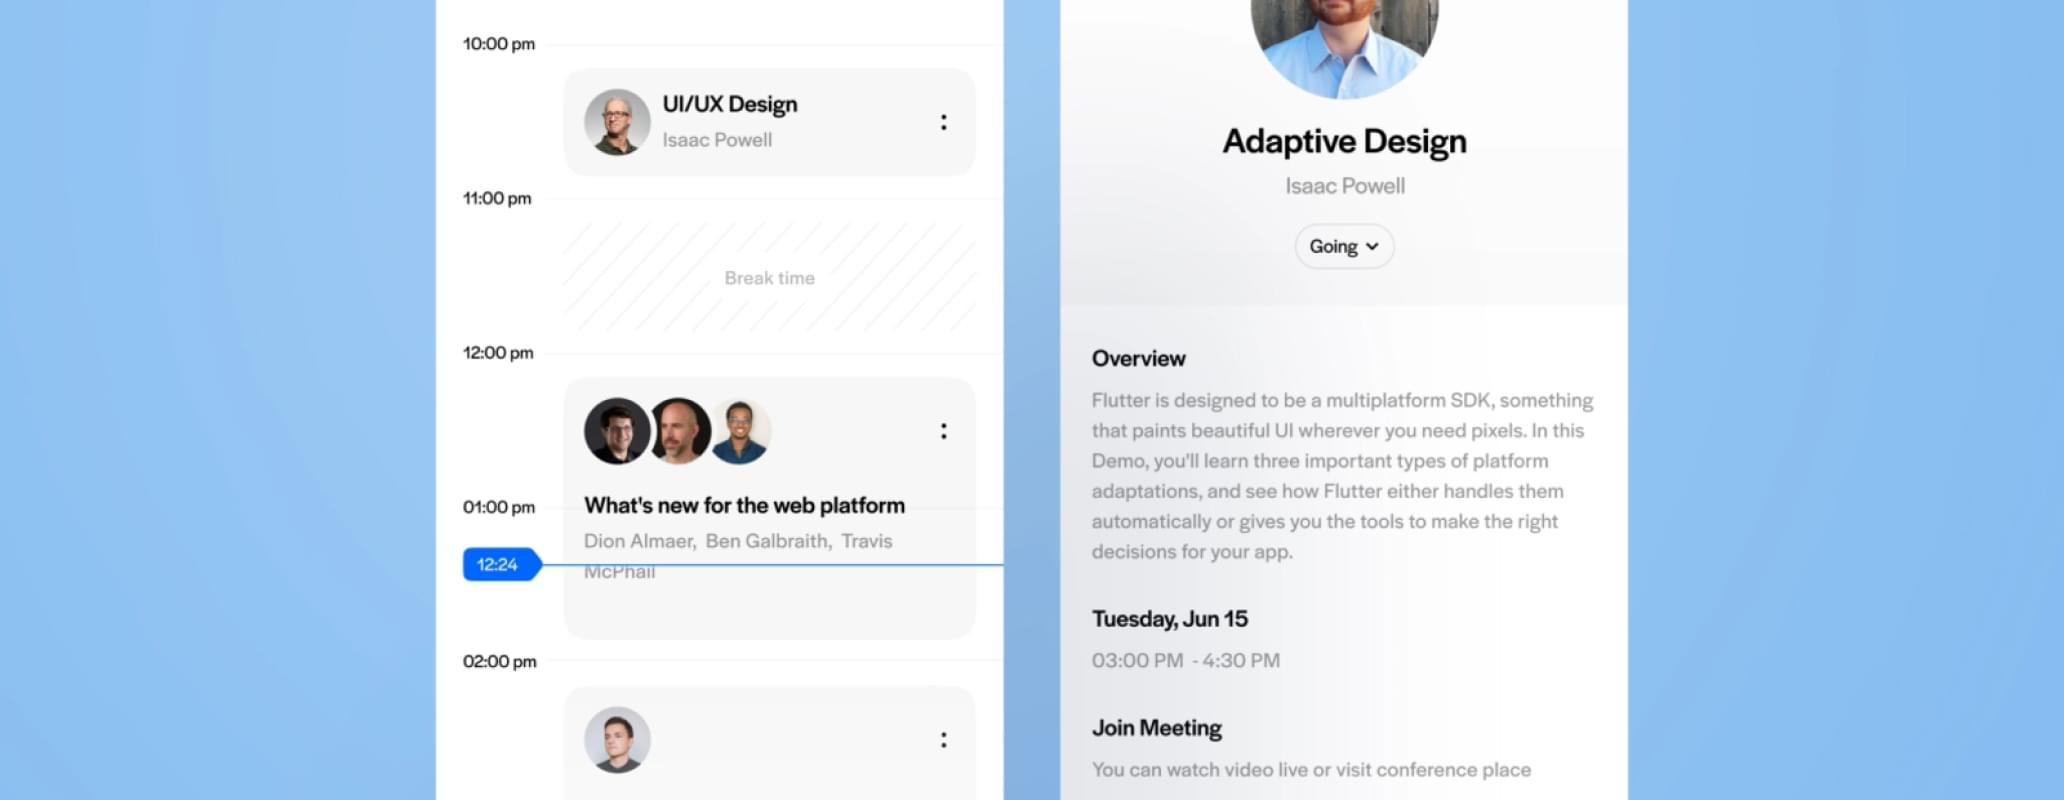 10:00 pm
UI/UX Design
Isaac Powell
11:00 pm
Break time
12:00 pm
What's new for the web platform
01:00 pm
Dion Almaer, Ben Galbraith, Travis
12:24
McPhail
02:00 pm
Adaptive Design
Isaac Powell
Going
Overview
Flutter is designed to be a multiplatform SDK, something
that paints beautiful UI wherever you need pixels. In this
Demo, you'll learn three important types of platform
adaptations, and see how Flutter either handles them
automatically or gives you the tools to make the right
decisions for your app.
Tuesday, Jun 15
03:00 PM - 4:30 PM
Join Meeting
You can watch video live or visit conference place